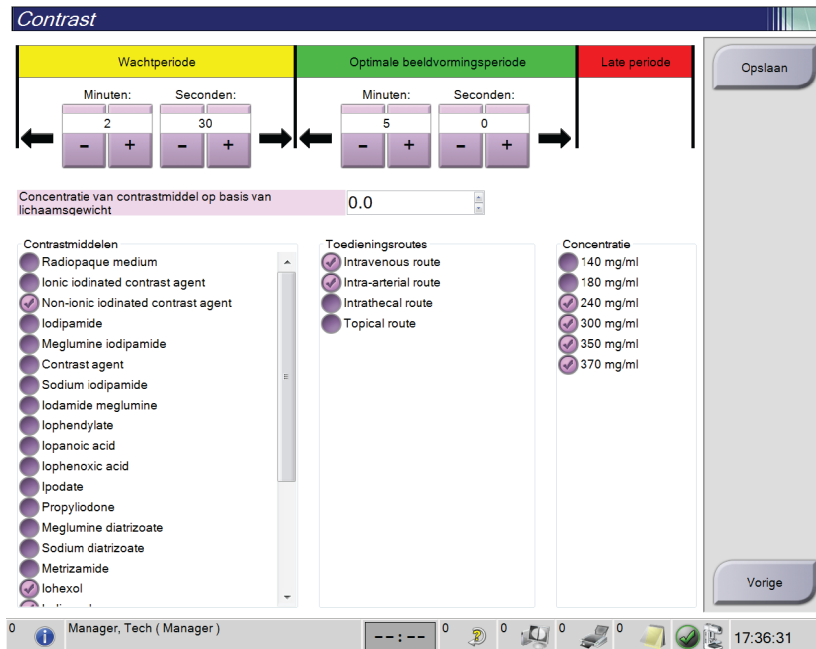 Contrast
Wachtperiode
Optimale beeldvormingsperiode
Late periode
Opslaan
Minuten:
Seconden:
Minuten:
Seconden:
2
30
5
0
-
+
-
+
-
+
-
+
Concentratie van contrastmiddel op basis van
lichaamsgewicht
0.0
Contrastmiddelen
Radiopaque medium
Ionic iodinated contrast agent
Non-ionic iodinated contrast agent
Iodipamide
Meglumine iodipamide
Contrast agent
Sodium iodipamide
Iodamide meglumine
Iophendylate
Iopanoic acid
Iophenoxic acid
Ipodate
Propyliodone
Meglumine diatrizoate
Sodium diatrizoate
Metrizamide
Iohexol
Toedieningsroutes
Intravenous route
Intra-arterial route
Intrathecal route
Topical route
Concentratie
140 mg/ml
180 mg/ml
240 mg/ml
300 mg/ml
350 mg/ml
370 mg/ml
Vorige
0
Manager, Tech ( Manager )
--:--
0
0
0
0
17:36:31